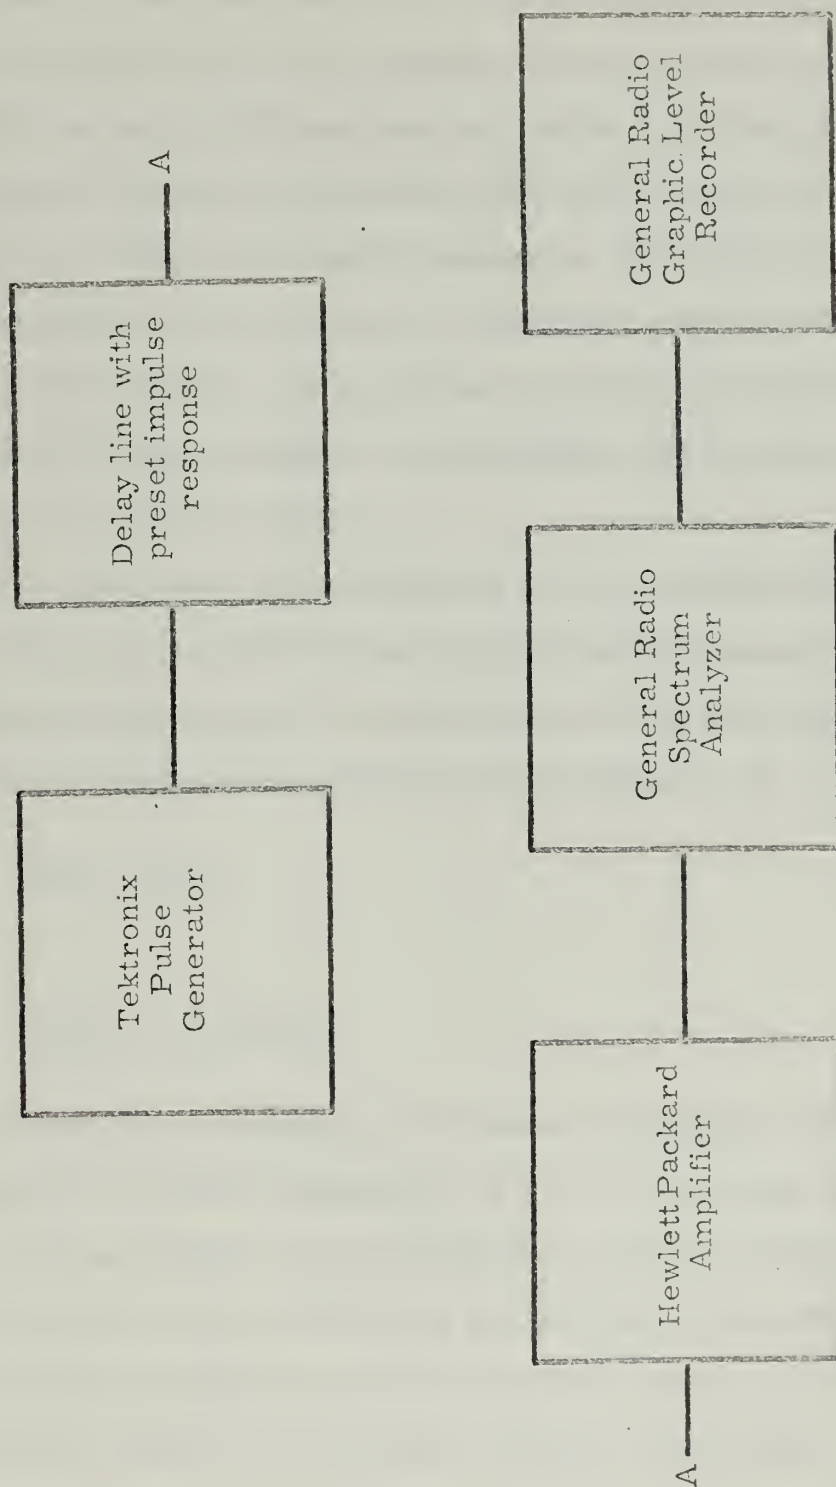 Tektronix
Pulse
Generator
Delay line with
preset impulse
response
A
A
Hewlett Packard
Amplifier
General Radio
Spectrum
Analyzer
General Radio
Graphic Level
Recorder